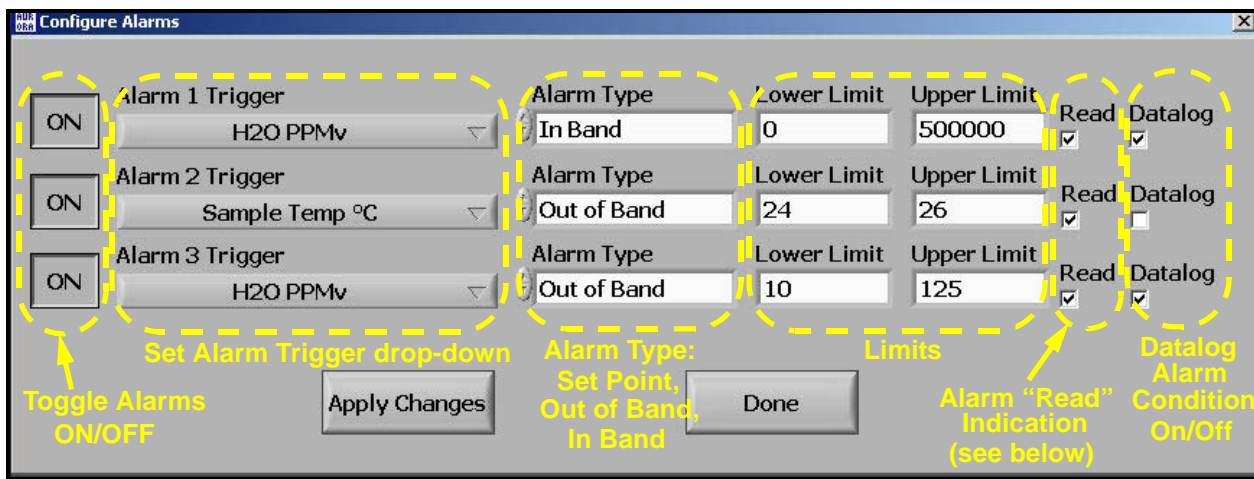 AUR
ORA
Configure Alarms
ON
Alarm 1 Trigger
H2O PPMv
Alarm Type
In Band
Lower Limit
0
Upper Limit
500000
Read
Datalog
ON
Alarm 2 Trigger
Sample Temp ºC
Alarm Type
Out of Band
Lower Limit
24
Upper Limit
26
Read
Datalog
ON
Alarm 3 Trigger
H2O PPMv
Alarm Type
Out of Band
Lower Limit
10
Upper Limit
125
Read
Datalog
Toggle Alarms
ON/OFF
Set Alarm Trigger drop-down
Alarm Type:
Set Point,
Out of Band,
In Band
Limits
Alarm “Read”
Indication
(see below)
Datalog
Alarm
Condition
On/Off
Apply Changes
Done